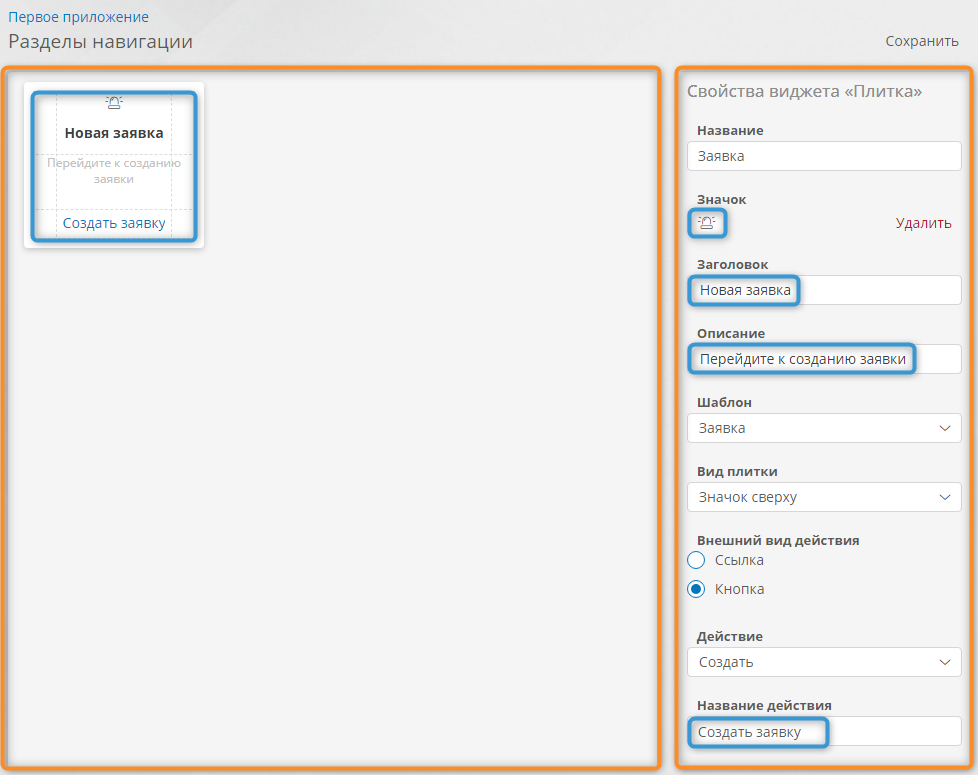 Первое приложение
Разделы навигации
Сохранить
Новая заявка
Перейдите к созданию
заявки
Создать заявку
Свойства виджета «Плитка»
Название
Заявка
Значок
Удалить
Заголовок
Новая заявка
Описание
Перейдите к созданию заявки
Шаблон
Заявка
Вид плитки
Значок сверху
Внешний вид действия
Ссылка
Кнопка
Действие
Создать
Название действия
Создать заявку